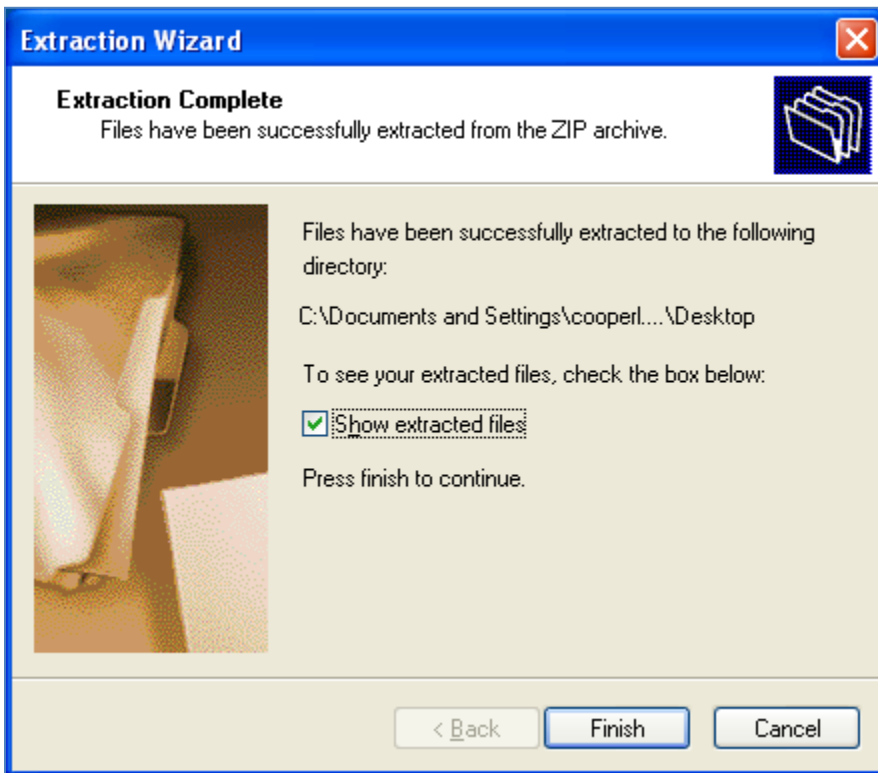 Extraction Wizard
Extraction Complete
Files have been successfully extracted from the ZIP archive.
Files have been successfully extracted to the following
directory:
C:\Documents and Settings\cooperl....\Desktop
To see your extracted files, check the box below:
Show extracted files
Press finish to continue.
< Back
Finish
Cancel